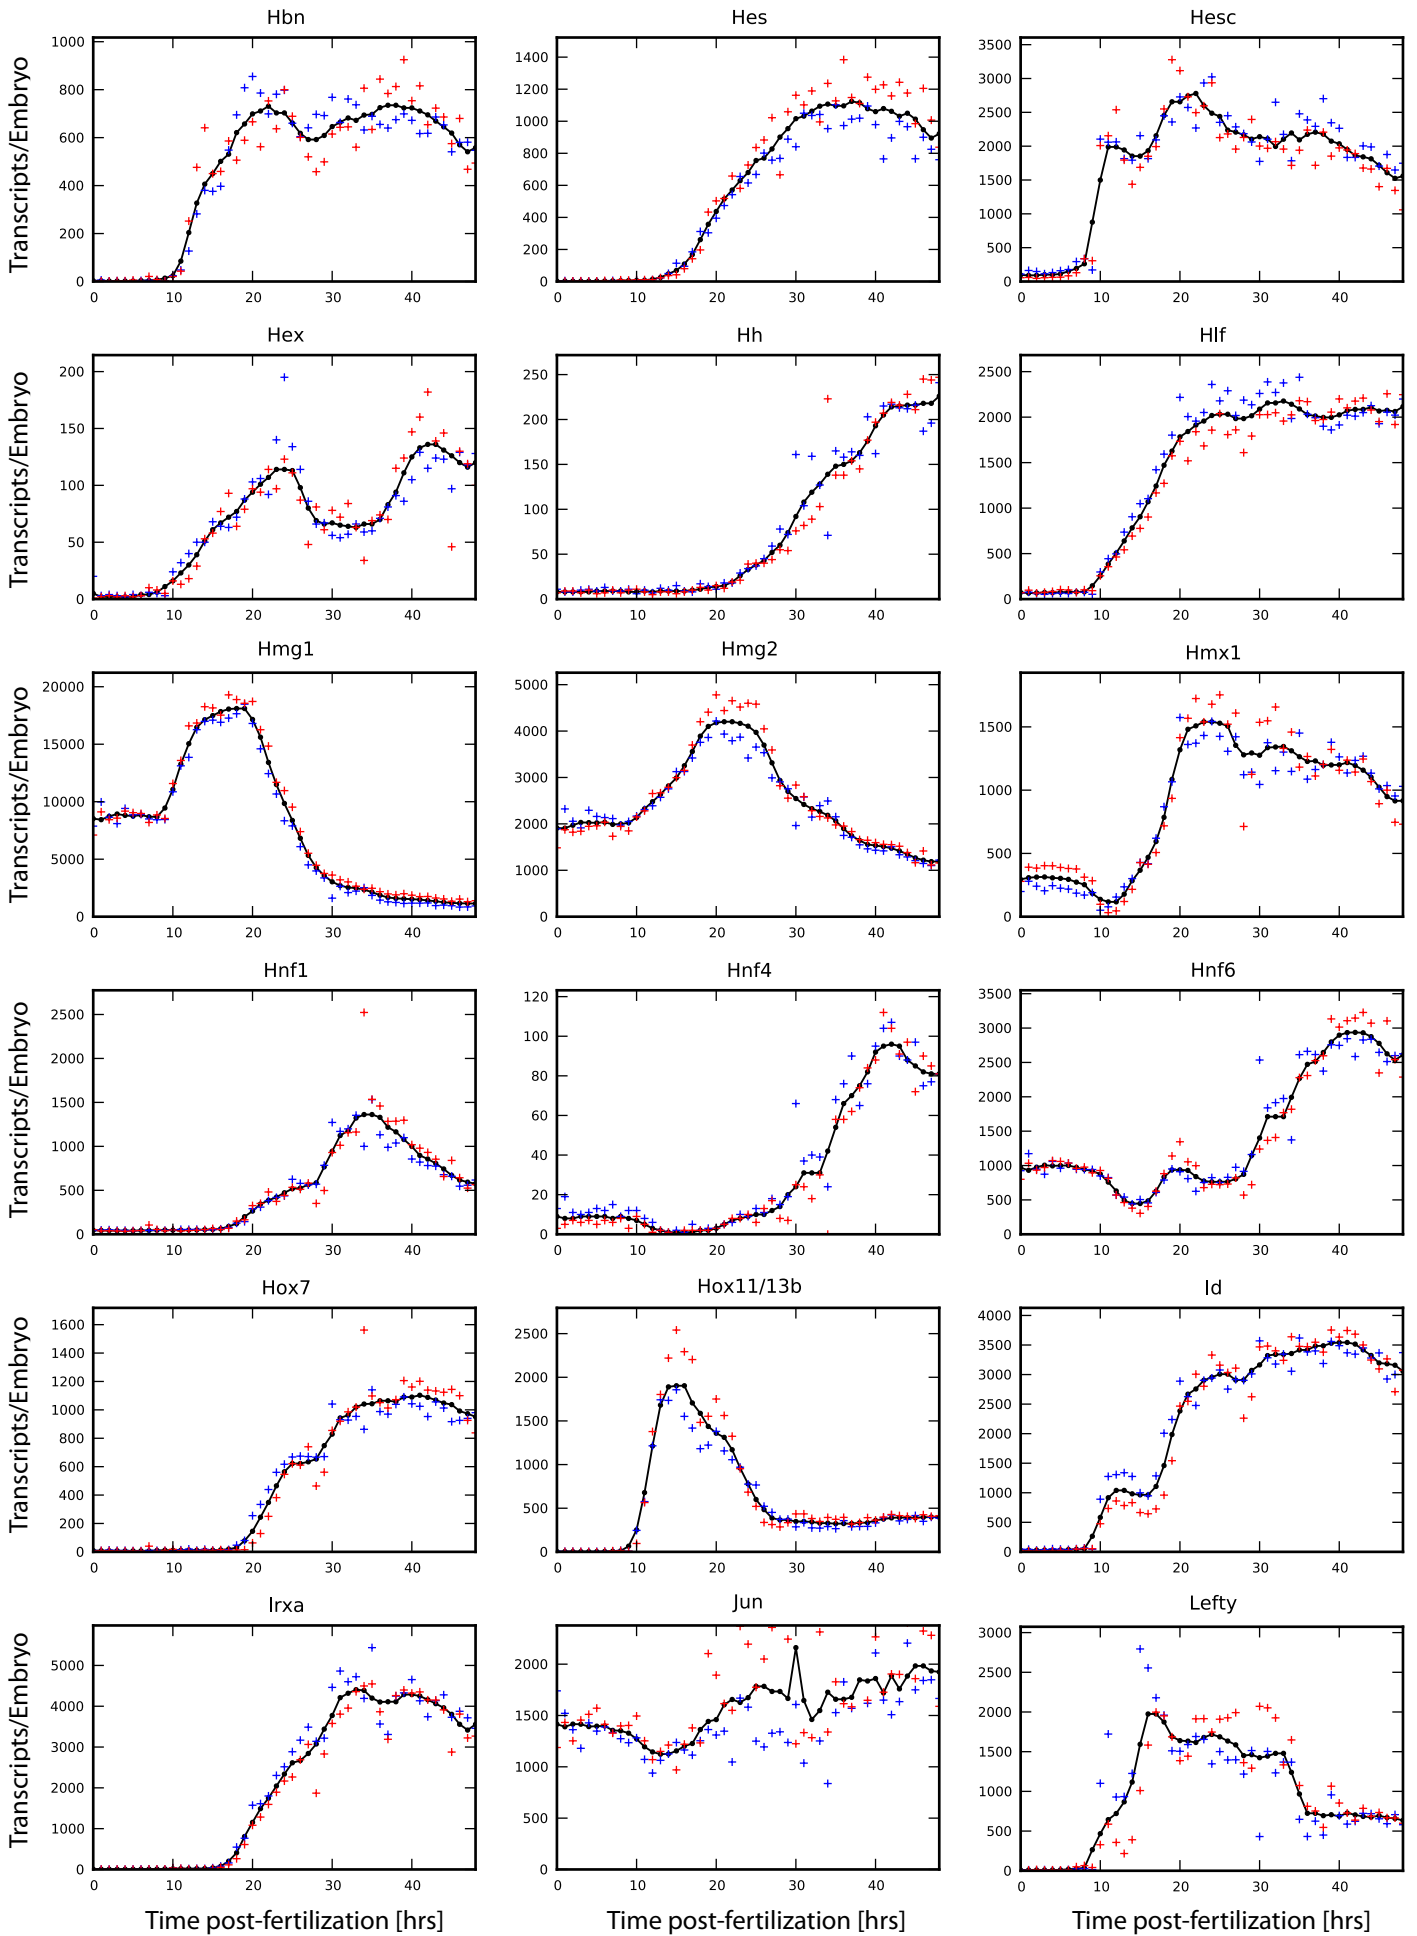 Hbn
Hes
Hesc
Transcripts/Embryo
1000
800
600
400
200
0
0 10 20 30 40
1400
1200
1000
800
600
400
200
0
0 10 20 30 40
3500
3000
2500
2000
1500
1000
500
0
0 10 20 30 40
Hex
Hh
Hlf
Transcripts/Embryo
200
150
100
50
0
0 10 20 30 40
250
200
150
100
50
0
0 10 20 30 40
2500
2000
1500
1000
500
0
0 10 20 30 40
Hmg1
Hmg2
Hmx1
Transcripts/Embryo
20000
15000
10000
5000
0
0 10 20 30 40
5000
4000
3000
2000
1000
0
0 10 20 30 40
1500
1000
500
0
0 10 20 30 40
Hnf1
Hnf4
Hnf6
Transcripts/Embryo
2500
2000
1500
1000
500
0
0 10 20 30 40
120
100
80
60
40
20
0
0 10 20 30 40
3500
3000
2500
2000
1500
1000
500
0
0 10 20 30 40
Hox7
Hox11/13b
Id
Transcripts/Embryo
1600
1400
1200
1000
800
600
400
200
0
0 10 20 30 40
2500
2000
1500
1000
500
0
0 10 20 30 40
4000
3500
3000
2500
2000
1500
1000
500
0
0 10 20 30 40
Irxa
Jun
Lefty
Transcripts/Embryo
5000
4000
3000
2000
1000
0
0 10 20 30 40
2000
1500
1000
500
0
0 10 20 30 40
3000
2500
2000
1500
1000
500
0
0 10 20 30 40
Time post-fertilization [hrs]
Time post-fertilization [hrs]
Time post-fertilization [hrs]